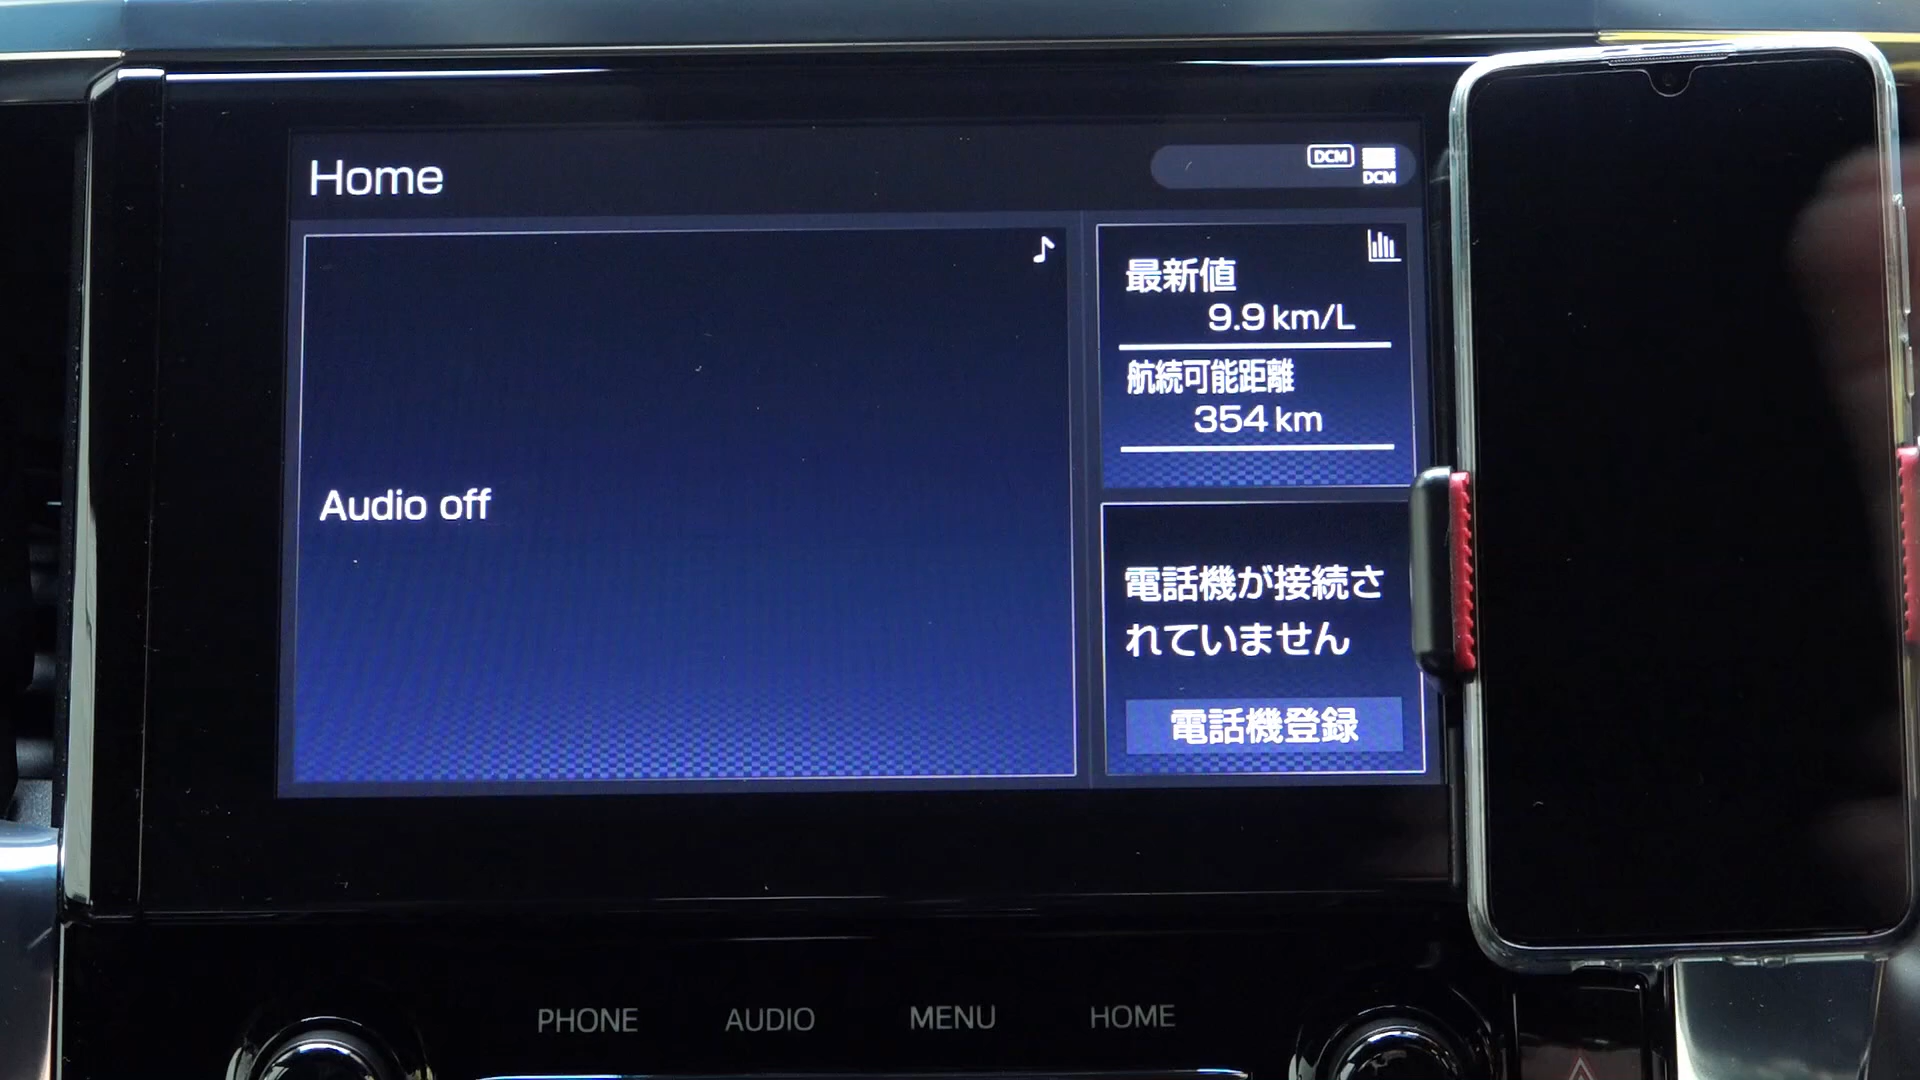 Home
DCM
DCM
Audio off
最新値
9.9 km/L
航続可能距離
354 km
電話機が接続さ
れていません
電話機登録
PHONE
AUDIO
MENU
HOME